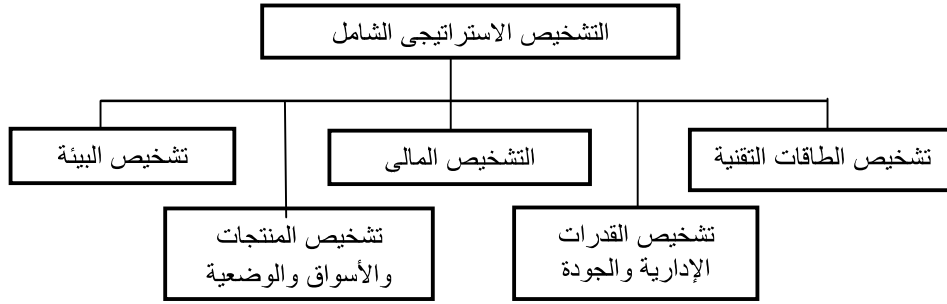 التشخيص الاستراتيجى الشامل
تشخيص الطاقات التقنية
التشخيص المالى
تشخيص البيئة
تشخيص القدرات
الإدارية والجودة
تشخيص المنتجات
والأسواق والوضعية